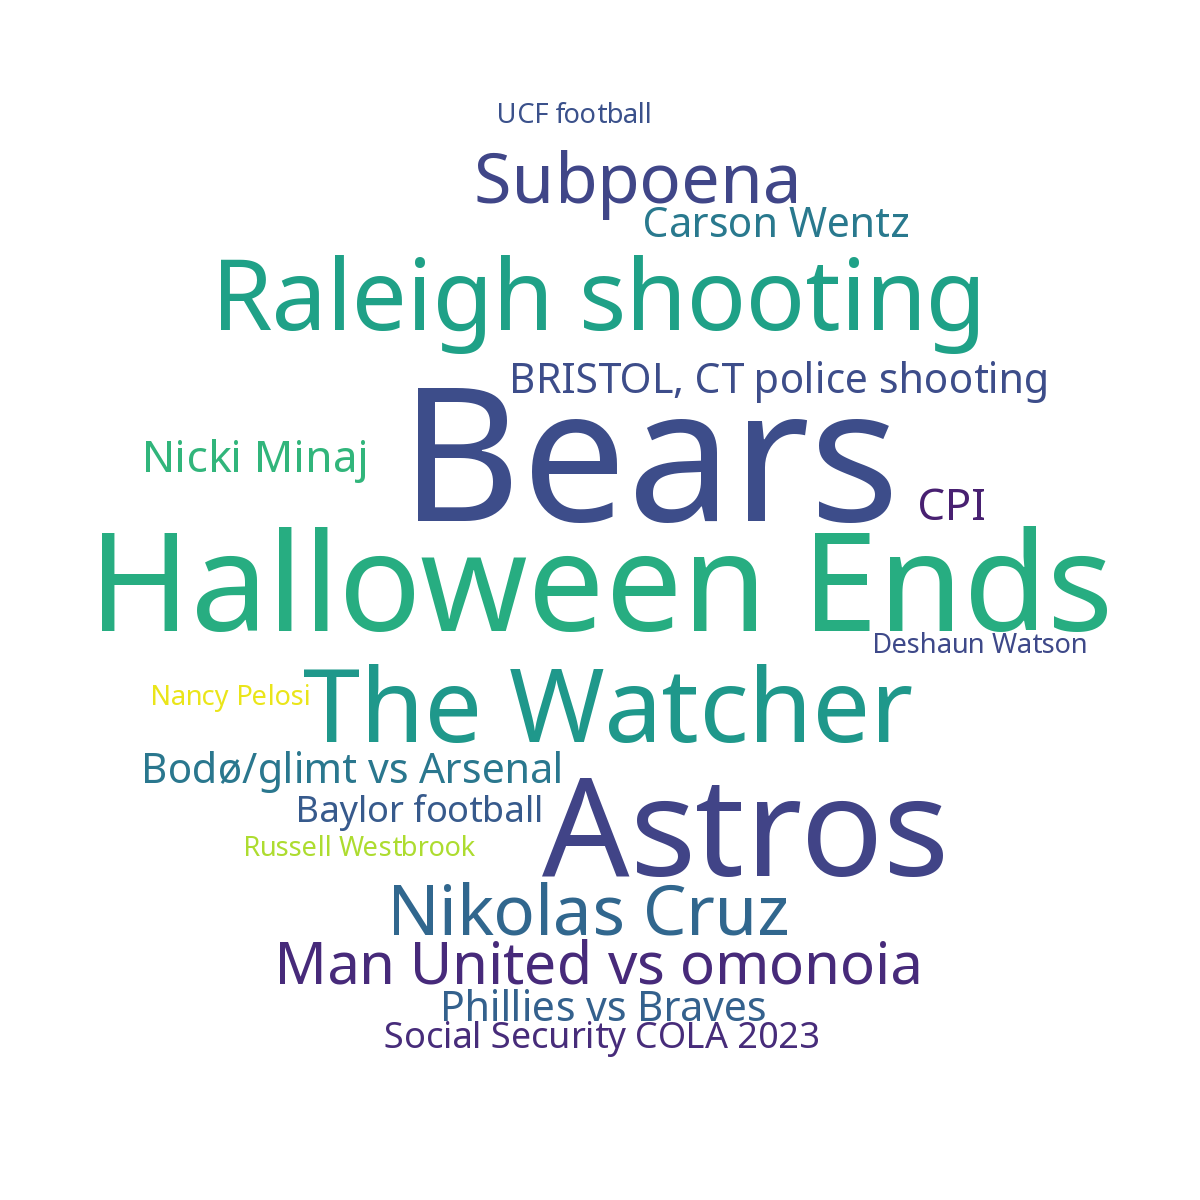 UCF football
Subpoena
Carson Wentz
Raleigh shooting
BRISTOL, CT police shooting
Bears
Nicki Minaj
CPI
Halloween Ends
Deshaun Watson
Nancy Pelosi
The Watcher
Bodø/glimt vs Arsenal
Baylor football
Astros
Russell Westbrook
Nikolas Cruz
Man United vs omonoia
Phillies vs Braves
Social Security COLA 2023